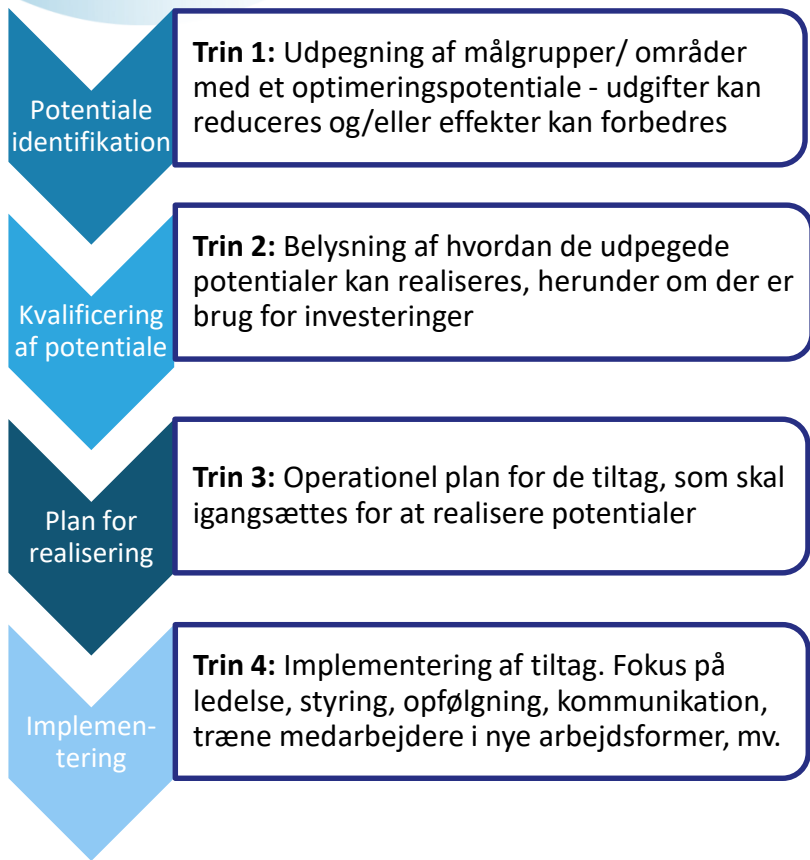 Potentiale
identifikation
Trin 1: Udpegning af målgrupper/ områder
med et optimeringspotentiale - udgifter kan
reduceres og/eller effekter kan forbedres
Kvalificering
af potentiale
Trin 2: Belysning af hvordan de udpegede
potentialer kan realiseres, herunder om der er
brug for investeringer
Plan for
realisering
Trin 3: Operationel plan for de tiltag, som skal
igangsættes for at realisere potentialer
Implemen-
tering
Trin 4: Implementering af tiltag. Fokus på
ledelse, styring, opfølgning, kommunikation,
træne medarbejdere i nye arbejdsformer, mv.